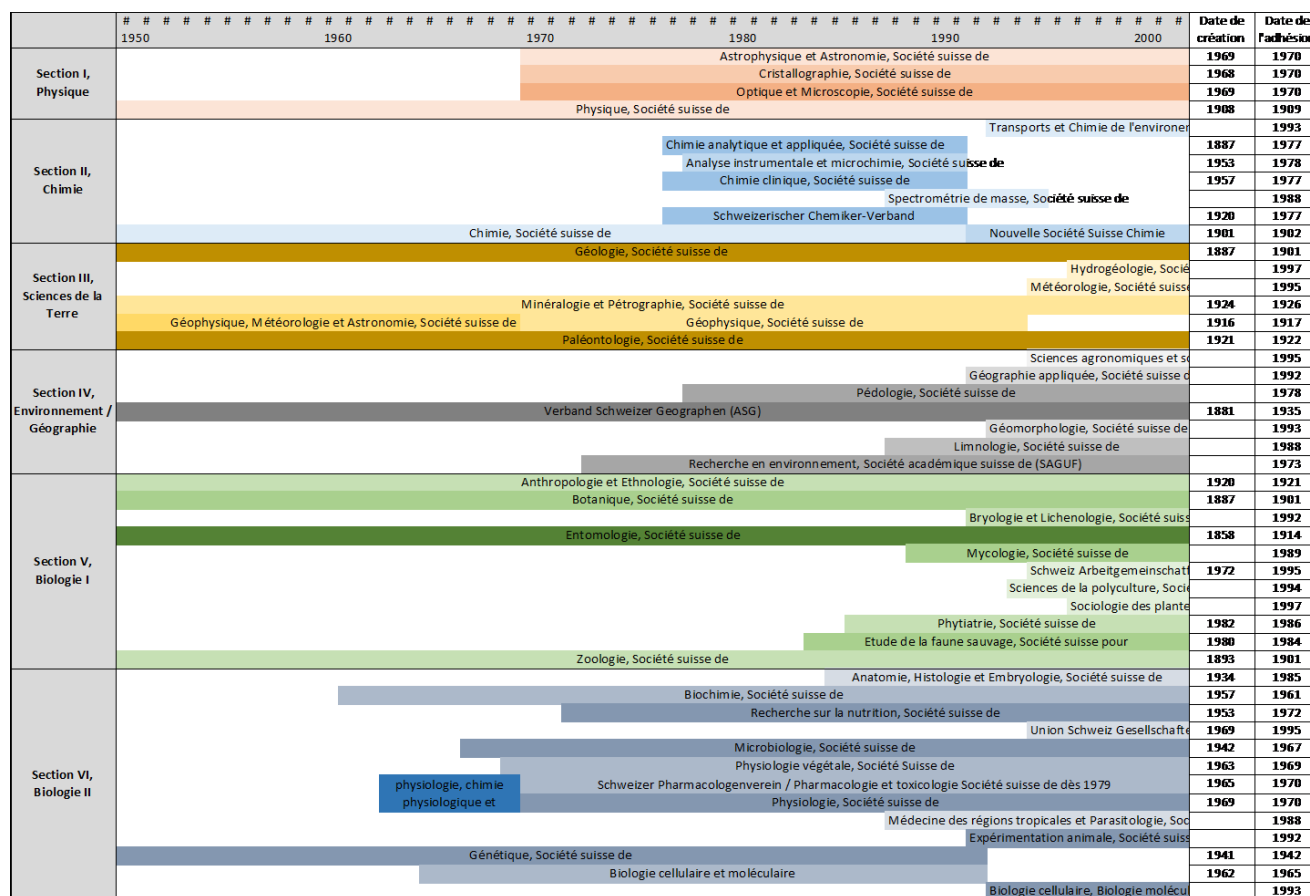 # # # # # # # # # # # # # # # # # # # # # # # # # # # # # # # # # # # # # # # # # # # # # # # # # # # # # Date de Date de
1950 1960 1970 1980 1990 2000 création l'adhésion
Section I,
Physique
Astrophysique et Astronomie, Société suisse de 1969 1970
Cristallographie, Société suisse de 1968 1970
Optique et Microscopie, Société suisse de 1969 1970
Physique, Société suisse de 1908 1909
Section II,
Chimie
Transports et Chimie de l'environer 1993
Chimie analytique et appliquée, Société suisse de 1887 1977
Analyse instrumentale et microchimie, Société suisse de 1953 1978
Chimie clinique, Société suisse de 1957 1977
Spectrométrie de masse, Société suisse de 1988
Schweizerischer Chemiker-Verband 1920 1977
Chimie, Société suisse de Nouvelle Société Suisse Chimie 1901 1902
Section III,
Sciences de la
Terre
Géologie, Société suisse de 1887 1901
Hydrogéologie, Socié 1997
Météorologie, Société suisse 1995
Minéralogie et Pétrographie, Société suisse de 1924 1926
Géophysique, Météorologie et Astronomie, Société suisse de Géophysique, Société suisse de 1916 1917
Paléontologie, Société suisse de 1921 1922
Section IV,
Environnement /
Géographie
Sciences agronomiques et so 1995
Géographie appliquée, Société suisse d 1992
Pédologie, Société suisse de 1978
Verband Schweizer Geographen (ASG) 1881 1935
Géomorphologie, Société suisse de 1993
Limnologie, Société suisse de 1988
Recherche en environnement, Société académique suisse de (SAGUF) 1973
Section V,
Biologie I
Anthropologie et Ethnologie, Société suisse de 1920 1921
Botanique, Société suisse de 1887 1901
Bryologie et Lichenologie, Société suiss 1992
Entomologie, Société suisse de 1858 1914
Mycologie, Société suisse de 1989
Schweiz Arbeitgemeinschaft 1972 1995
Sciences de la polyculture, Socié 1994
Sociologie des plante 1997
Phytiatrie, Société suisse de 1982 1986
Etude de la faune sauvage, Société suisse pour 1980 1984
Zoologie, Société suisse de 1893 1901
Section VI,
Biologie II
Anatomie, Histologie et Embryologie, Société suisse de 1934 1985
Biochimie, Société suisse de 1957 1961
Recherche sur la nutrition, Société suisse de 1953 1972
Union Schweiz Gesellschafte 1969 1995
Microbiologie, Société suisse de 1942 1967
Physiologie végétale, Société Suisse de 1963 1969
physiologie, chimie Schweizer Pharmacologenverein / Pharmacologie et toxicologie Société suisse de dès 1979 1965 1970
physiologique et Physiologie, Société suisse de 1969 1970
Médecine des régions tropicales et Parasitologie, Soc 1988
Expérimentation animale, Société suiss 1992
Génétique, Société suisse de 1941 1942
Biologie cellulaire et moléculaire 1962 1965
Biologie cellulaire, Biologie molécul 1993